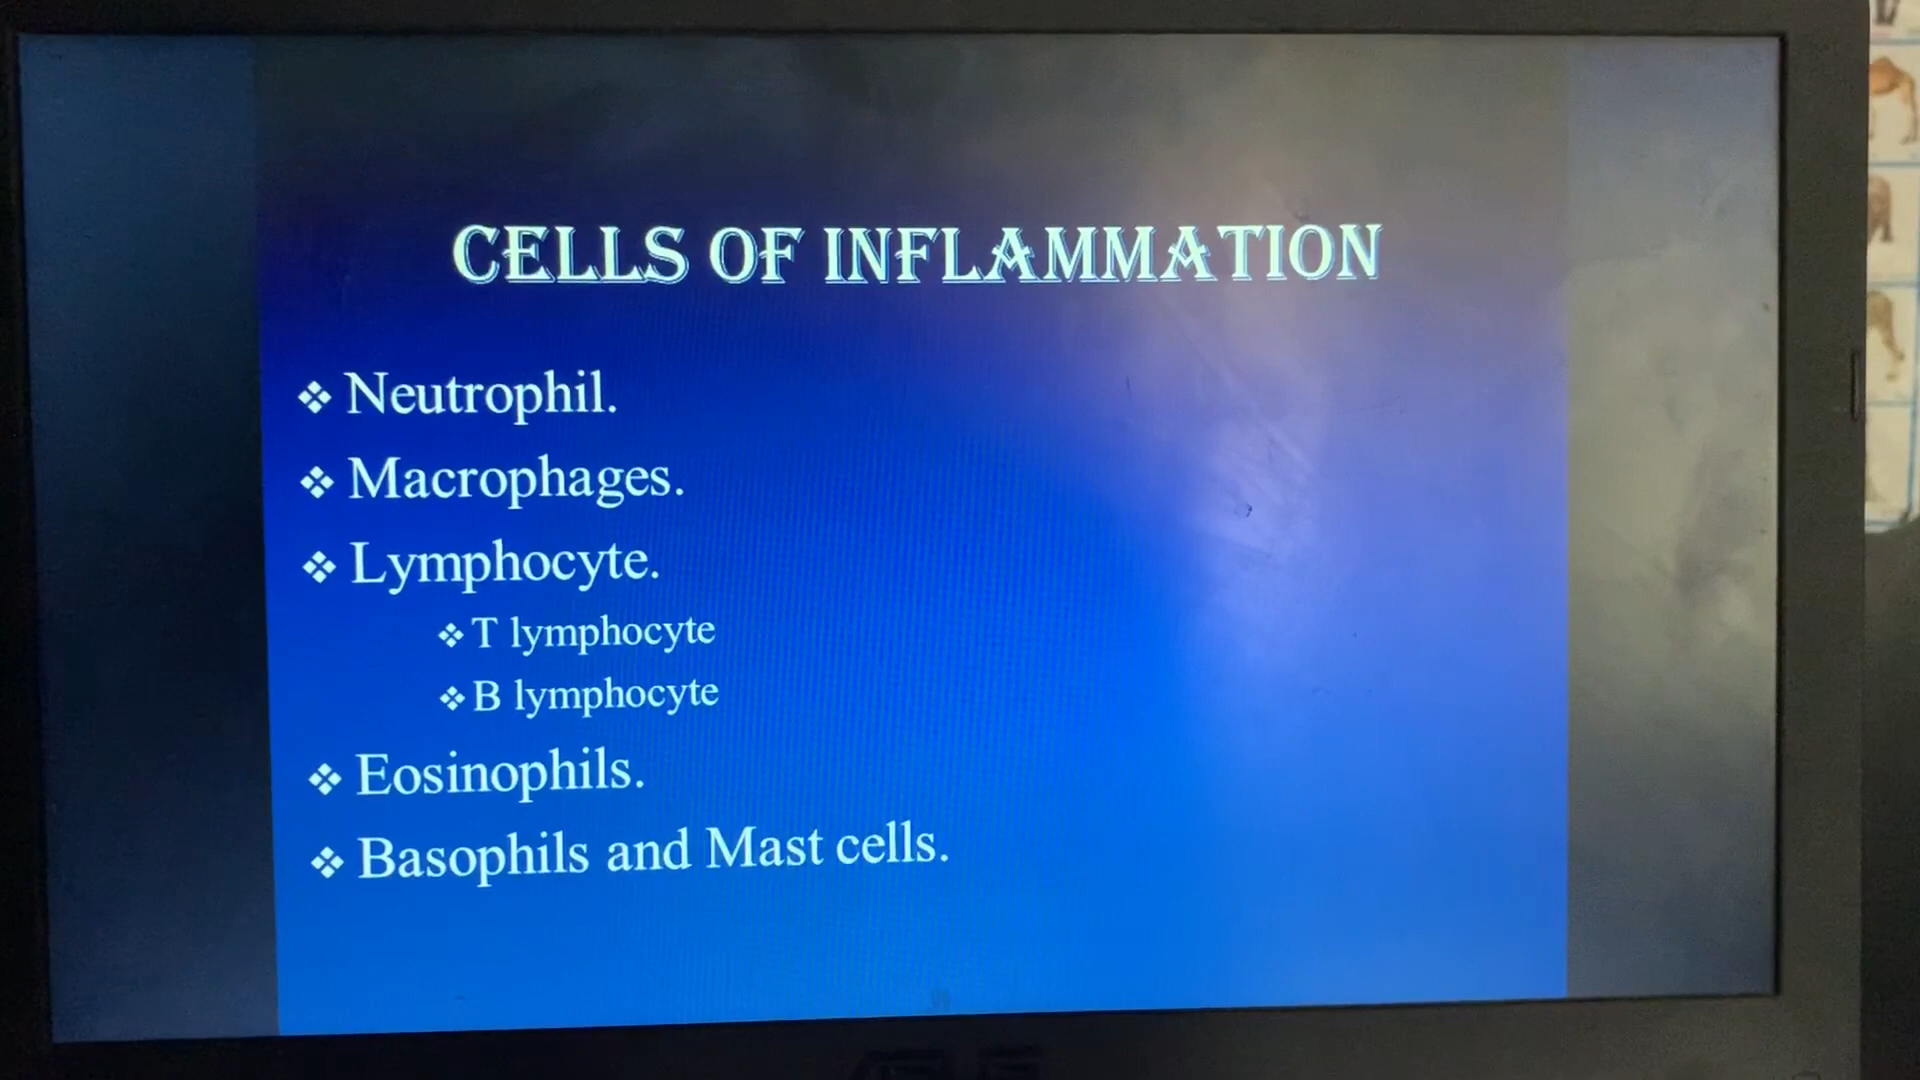 CELLS OF INFLAMMATION
❖ Neutrophil.
❖ Macrophages.
❖ Lymphocyte.
❖ T lymphocyte
❖ B lymphocyte
❖ Eosinophils.
❖ Basophils and Mast cells.